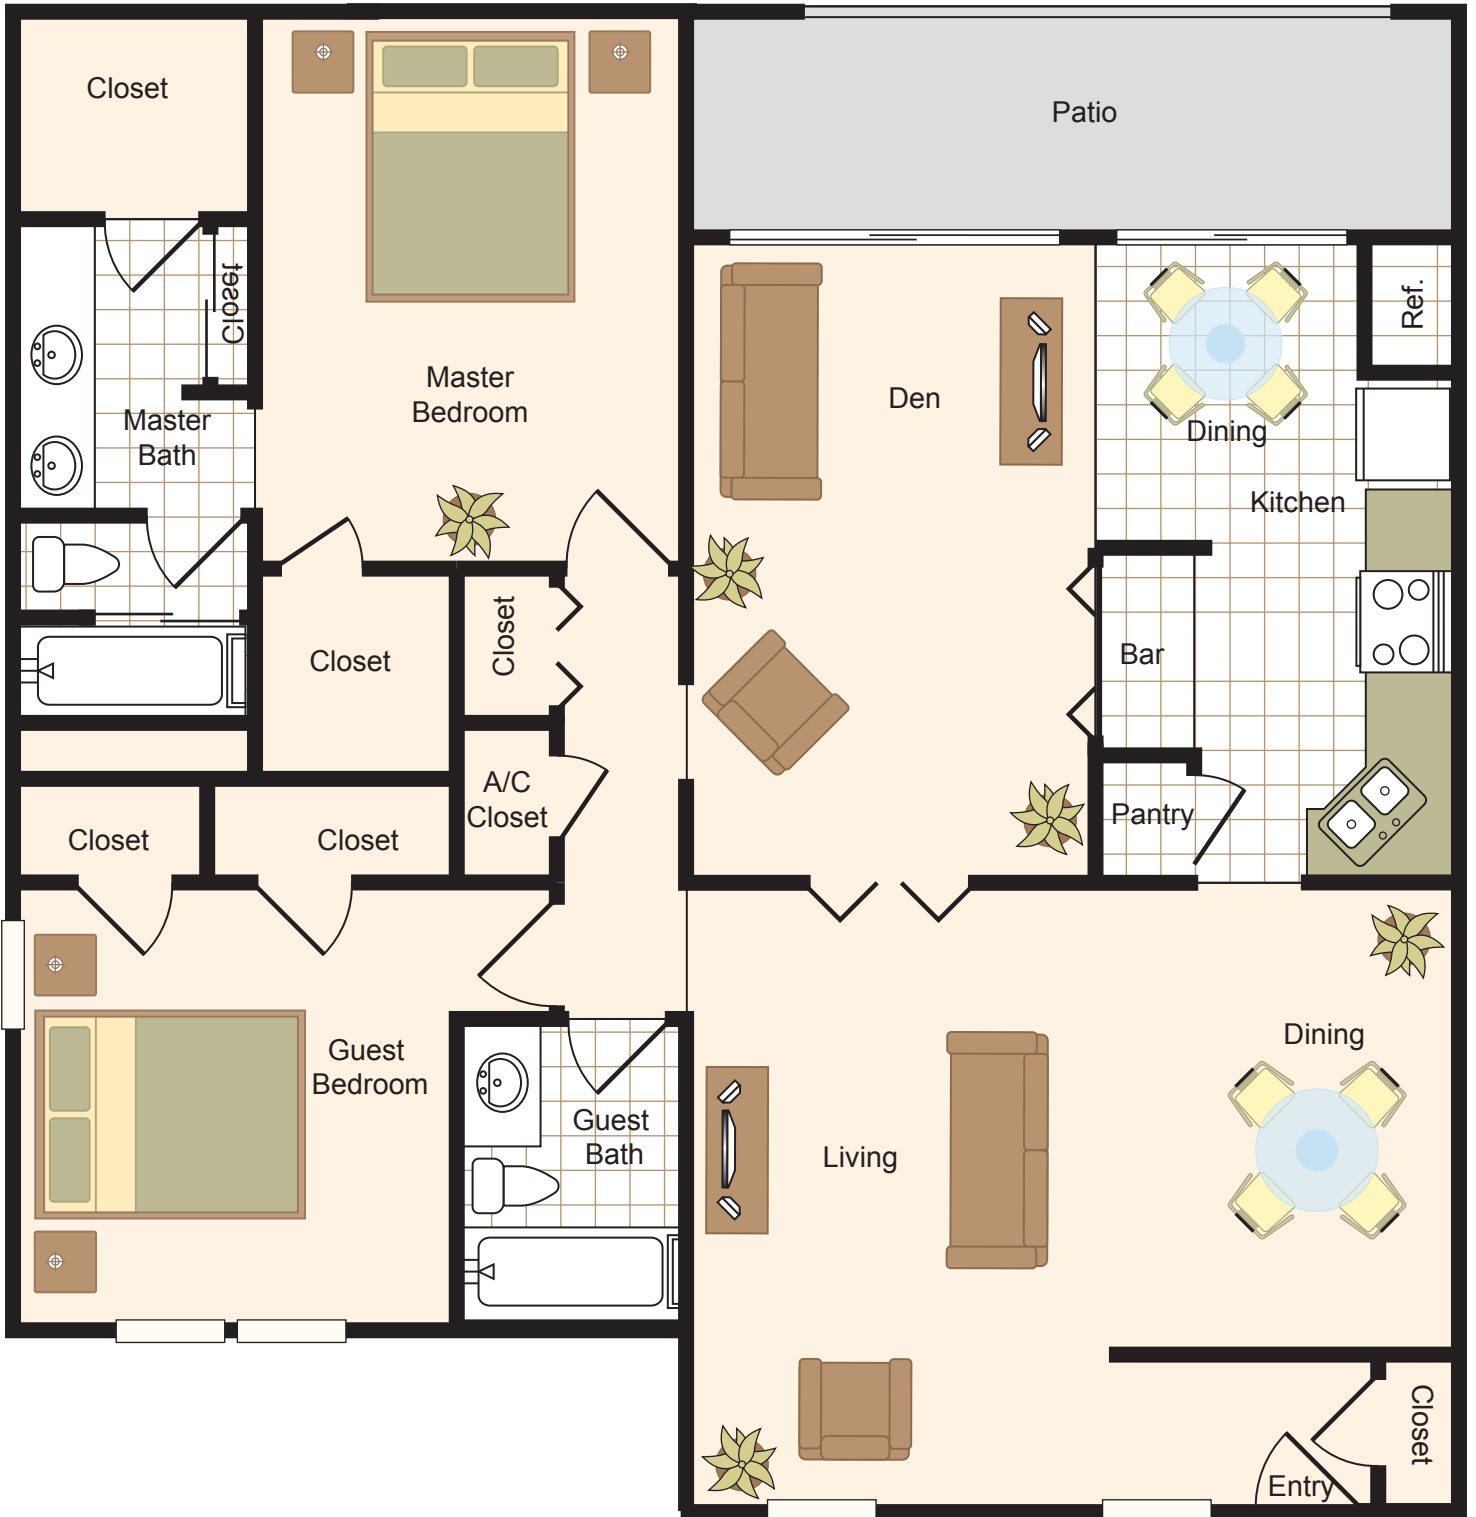 Closet
Patio
Closet
Ref.
Master
Bedroom
Den
Master
Bath
Dining
Kitchen
Closet
Closet
Bar
A/C
Closet
Pantry
Closet
Closet
Guest
Bedroom
Dining
Guest
Bath
Living
Closet
Entry